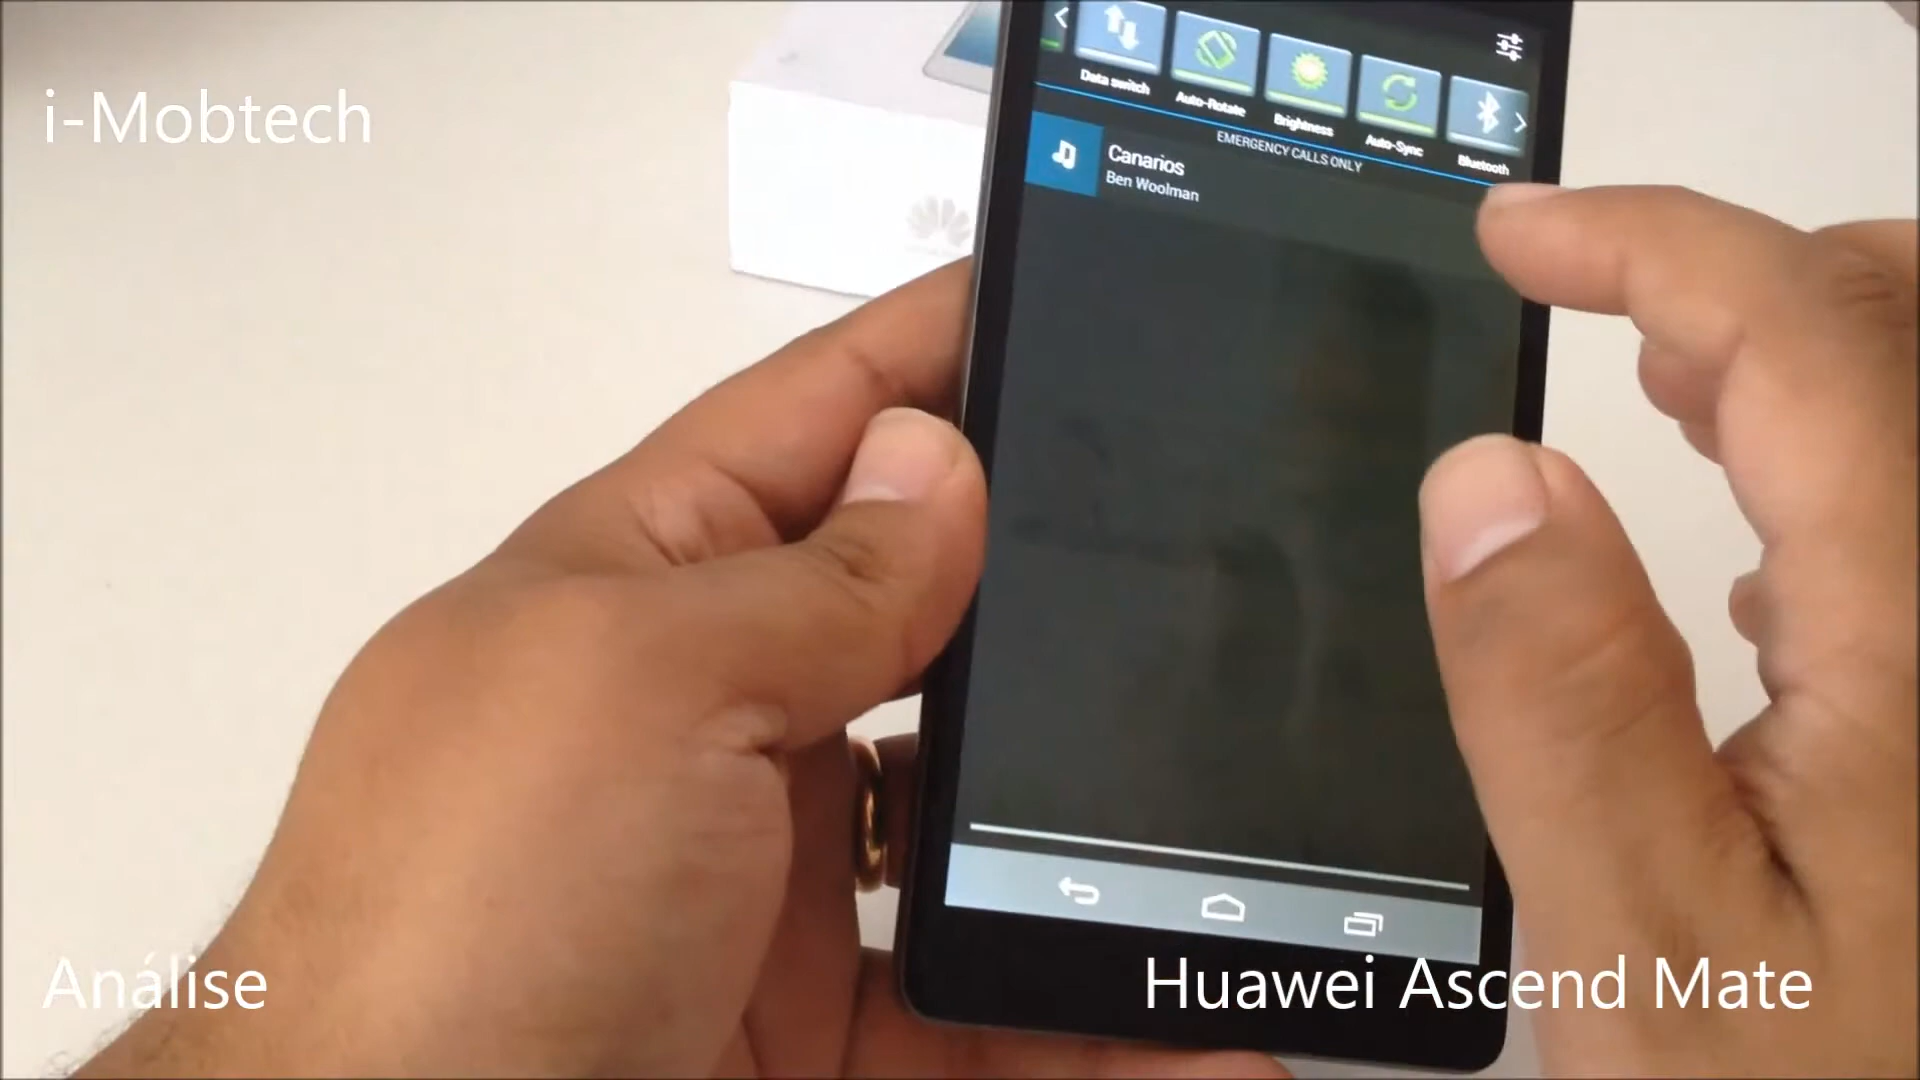 i-Mobtech
Data switch
Auto-Rotate
Brightness
Auto-Sync
Bluetooth
EMERGENCY CALLS ONLY
Canarios
Ben Woolman
Análise
Huawei Ascend Mate